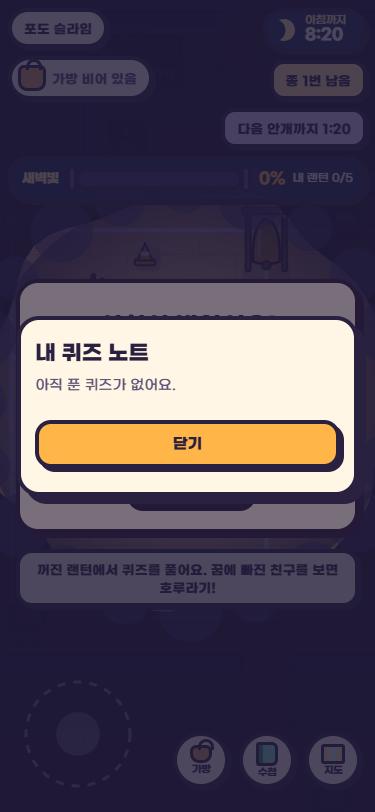 포도 슬라임
아침까지
8:20
가방 비어 있음
종 1번 남음
다음 안개까지 1:20
새벽빛
0% 내 랜턴 0/5
내 퀴즈 노트
아직 푼 퀴즈가 없어요.
닫기
꺼진 랜턴에서 퀴즈를 풀어요. 꿈에 빠진 친구를 보면
호루라기!
가방
수첩
지도